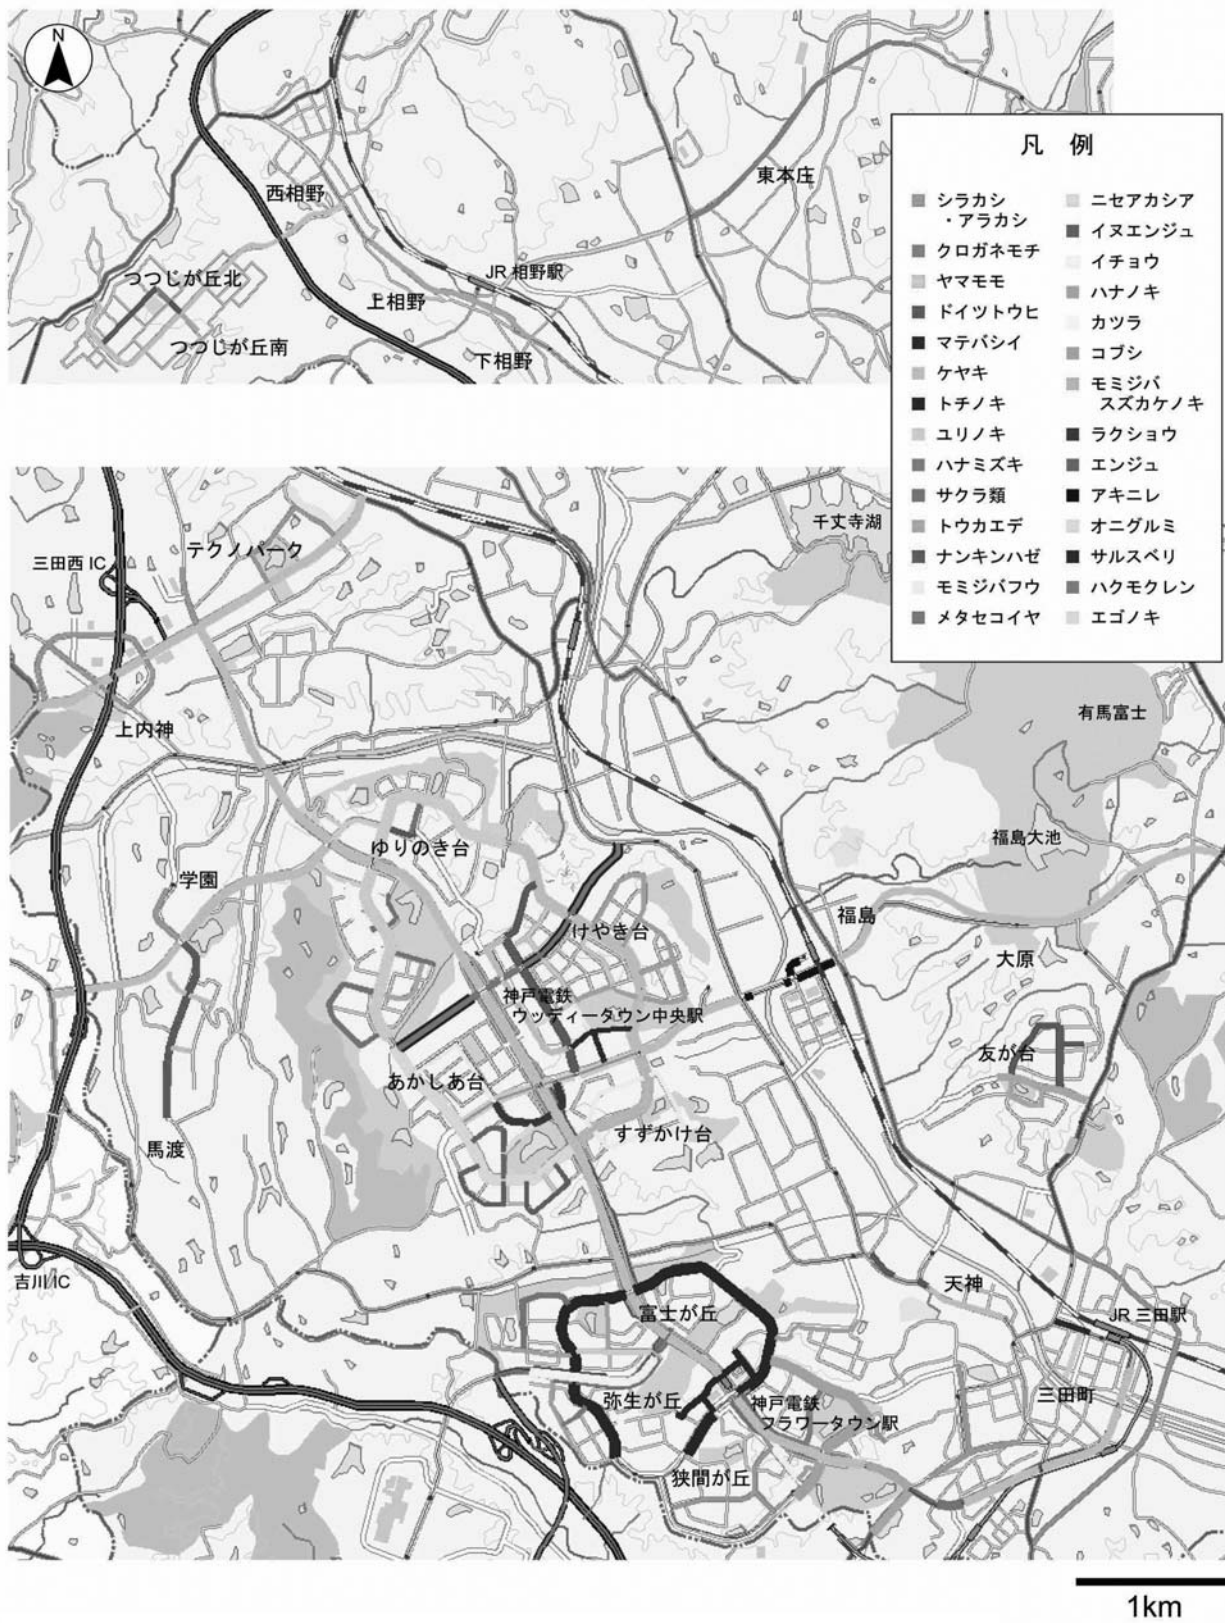 N
西相野
つつじが丘北
つつじが丘南
上相野
JR 相野駅
下相野
東本庄
凡 例
シラカシ
・アラカシ
クロガネモチ
ヤマモモ
ドイツトウヒ
マテバシイ
ケヤキ
トチノキ
ユリノキ
ハナミズキ
サクラ類
トウカエデ
ナンキンハゼ
モミジバフウ
メタセコイヤ
ニセアカシア
イヌエンジュ
イチョウ
ハナノキ
カツラ
コブシ
モミジバ
スズカケノキ
ラクショウ
エンジュ
アキニレ
オニグルミ
サルスベリ
ハクモクレン
エゴノキ
千丈寺湖
テクノパーク
三田西 IC
有馬富士
上内神
福島大池
ゆりのき台
学園
福島
けやき台
大原
神戸電鉄
ウッディータウン中央駅
友が台
あかしあ台
すずかけ台
馬渡
吉川 IC
天神
富士が丘
JR 三田駅
三田町
弥生が丘
神戸電鉄
フラワータウン駅
狭間が丘
1km